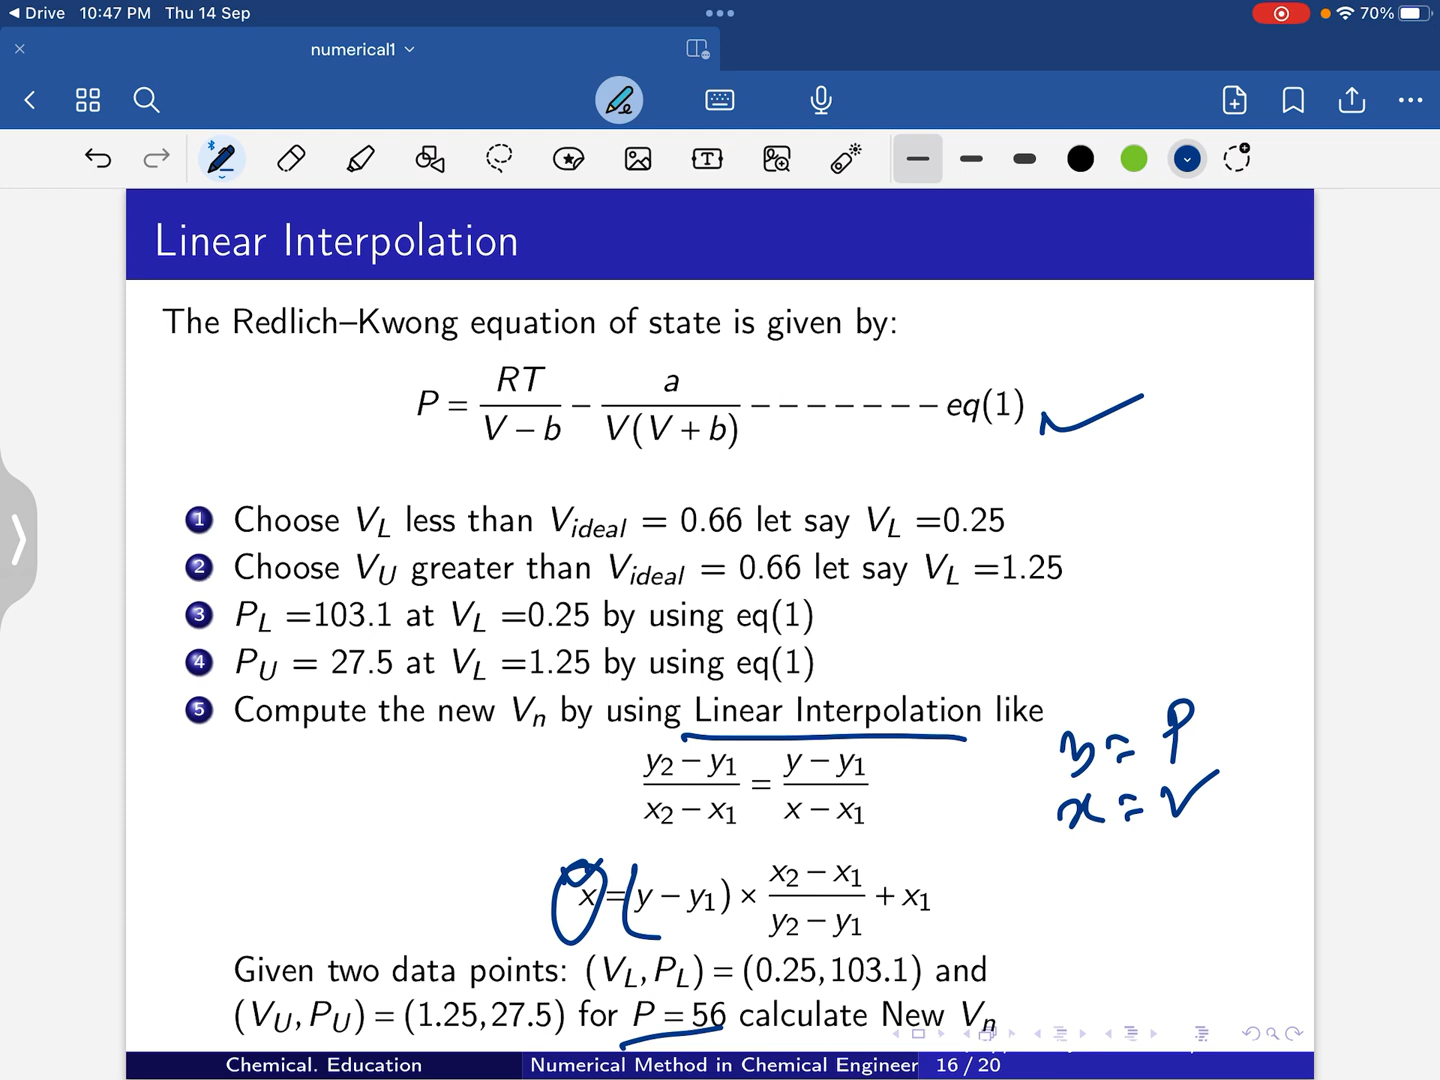 Drive 10:47 PM Thu 14 Sep 70%
numerical1
Linear Interpolation
The Redlich–Kwong equation of state is given by:
P = RT / (V − b) − a / (V(V + b)) − − − − − − − eq(1)
1 Choose V_L less than V_ideal = 0.66 let say V_L =0.25
2 Choose V_U greater than V_ideal = 0.66 let say V_L =1.25
3 P_L =103.1 at V_L =0.25 by using eq(1)
4 P_U = 27.5 at V_L =1.25 by using eq(1)
5 Compute the new V_n by using Linear Interpolation like
y = P
(y₂ − y₁) / (x₂ − x₁) = (y − y₁) / (x − x₁)
x = V
x = (y − y₁) × (x₂ − x₁) / (y₂ − y₁) + x₁
Given two data points: (V_L, P_L) = (0.25, 103.1) and
(V_U, P_U) = (1.25, 27.5) for P = 56 calculate New V_n
Chemical. Education Numerical Method in Chemical Engineer 16 / 20